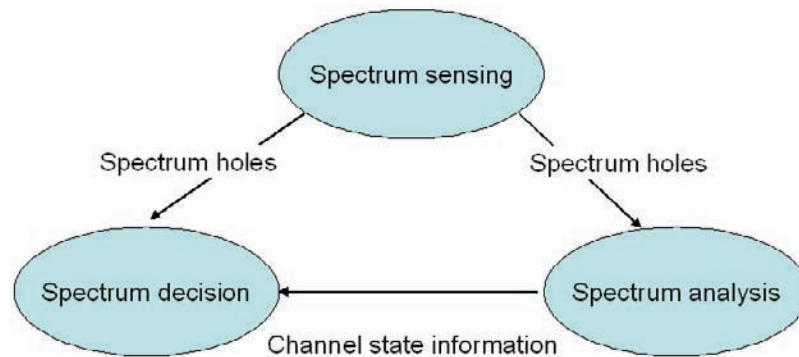 Spectrum sensing
Spectrum holes
Spectrum holes
Spectrum decision
Spectrum analysis
Channel state information